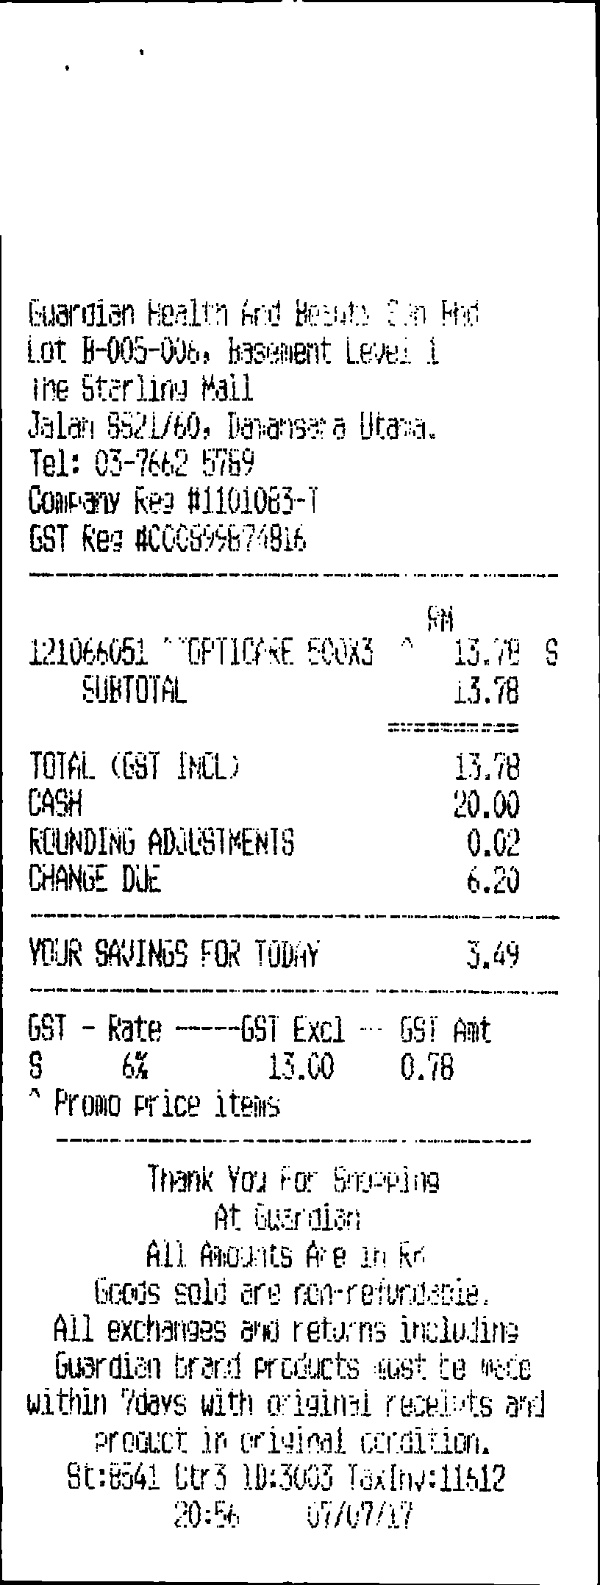 Guardian Health And Beauty Sdn Bhd
Lot B-005-006, Basement Level 1
The Starling Mall
Jalan SS21/60, Damansara Utama.
Tel: 03-7662 5789
Company Reg #1101083-T
GST Reg #000899874816
RM
121066051 ^^OPTICARE 500X3 ^ 13.78 S
SUBTOTAL 13.78
TOTAL (GST INCL) 13.78
CASH 20.00
ROUNDING ADJUSTMENTS 0.02
CHANGE DUE 6.20
YOUR SAVINGS FOR TODAY 3.49
GST - Rate -----GST Excl -- GST Amt
S 6% 13.00 0.78
^ Promo price items
Thank You For Shopping
At Guardian
All Amounts Are in RM
Goods sold are non-refundable.
All exchanges and returns including
Guardian brand products must be made
within 7days with original receipts and
product in original condition.
St:8541 Ctr3 ID:3003 TaxInv:11612
20:56 07/07/17